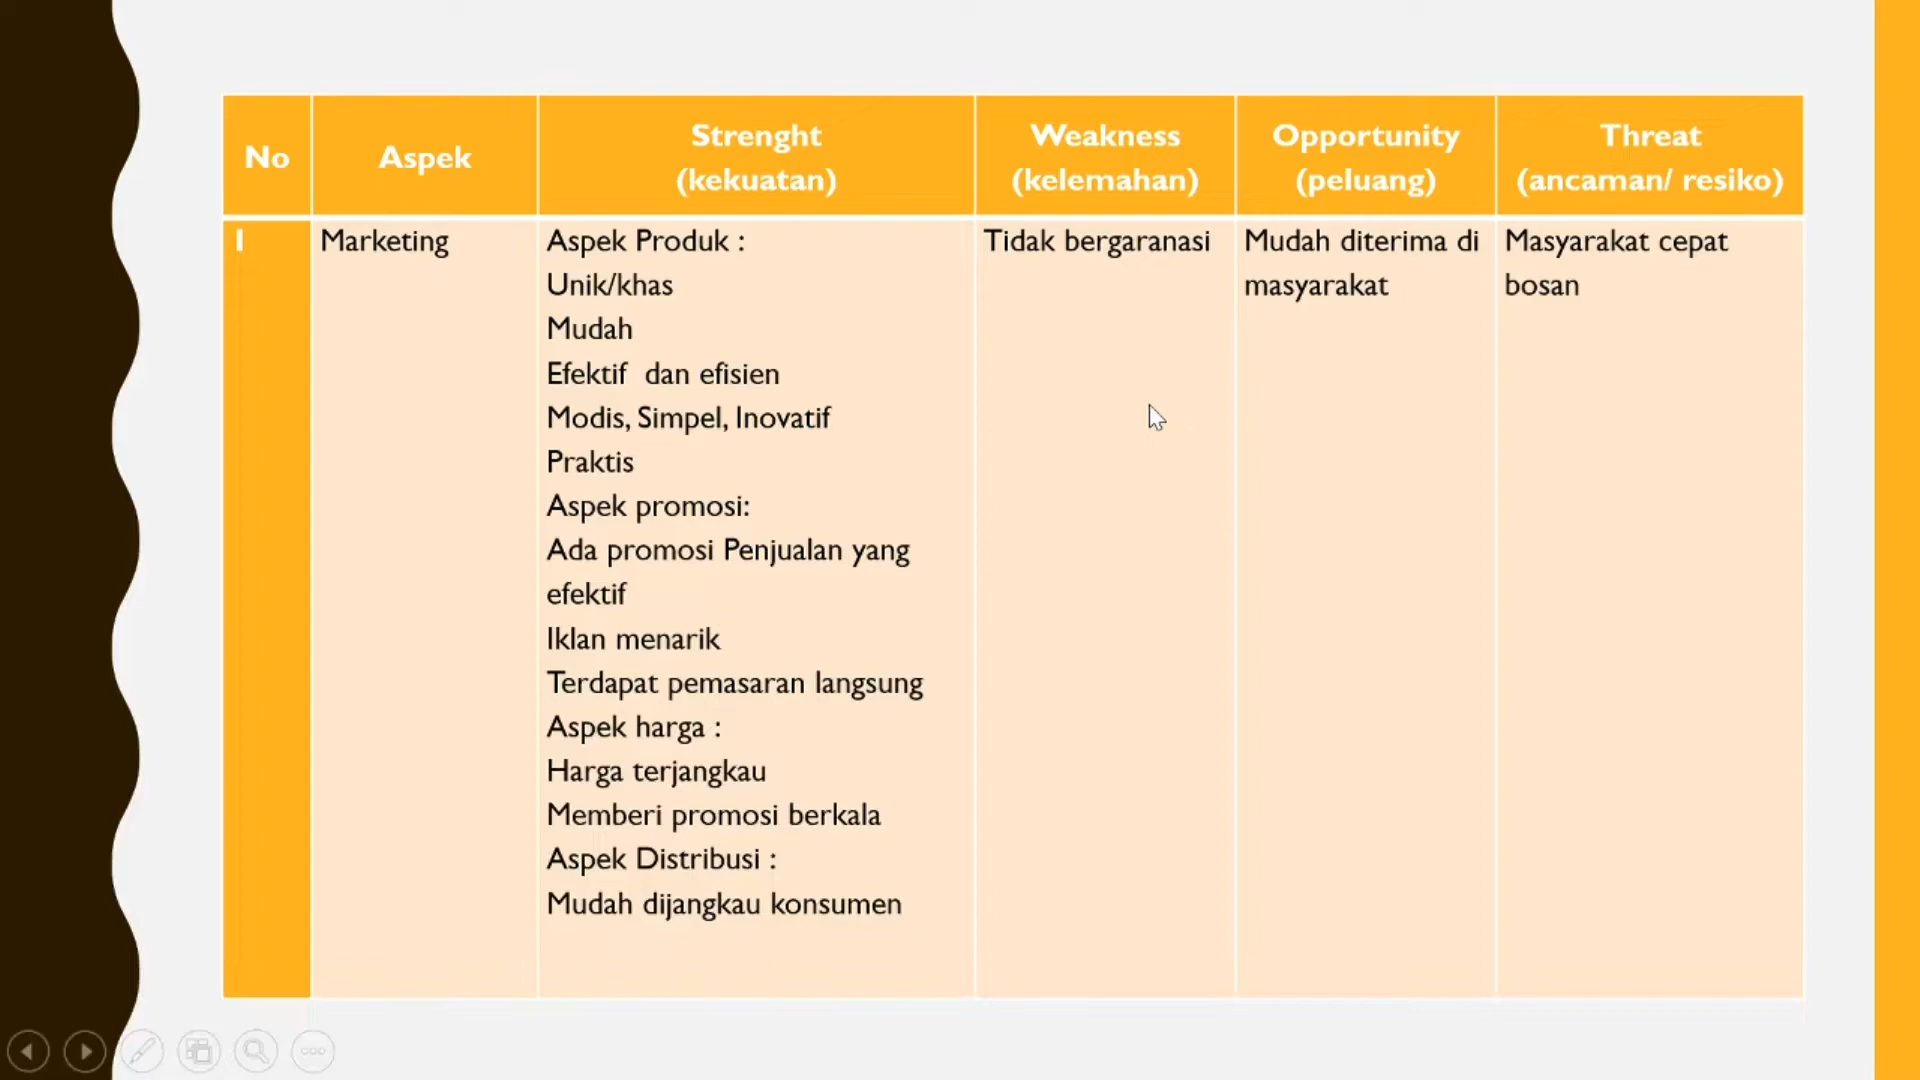 No
Aspek
Strenght
(kekuatan)
Weakness
(kelemahan)
Opportunity
(peluang)
Threat
(ancaman/ resiko)
1
Marketing
Aspek Produk :
Unik/khas
Mudah
Efektif  dan efisien
Modis, Simpel, Inovatif
Praktis
Aspek promosi:
Ada promosi Penjualan yang
efektif
Iklan menarik
Terdapat pemasaran langsung
Aspek harga :
Harga terjangkau
Memberi promosi berkala
Aspek Distribusi :
Mudah dijangkau konsumen
Tidak bergaranasi
Mudah diterima di
masyarakat
Masyarakat cepat
bosan